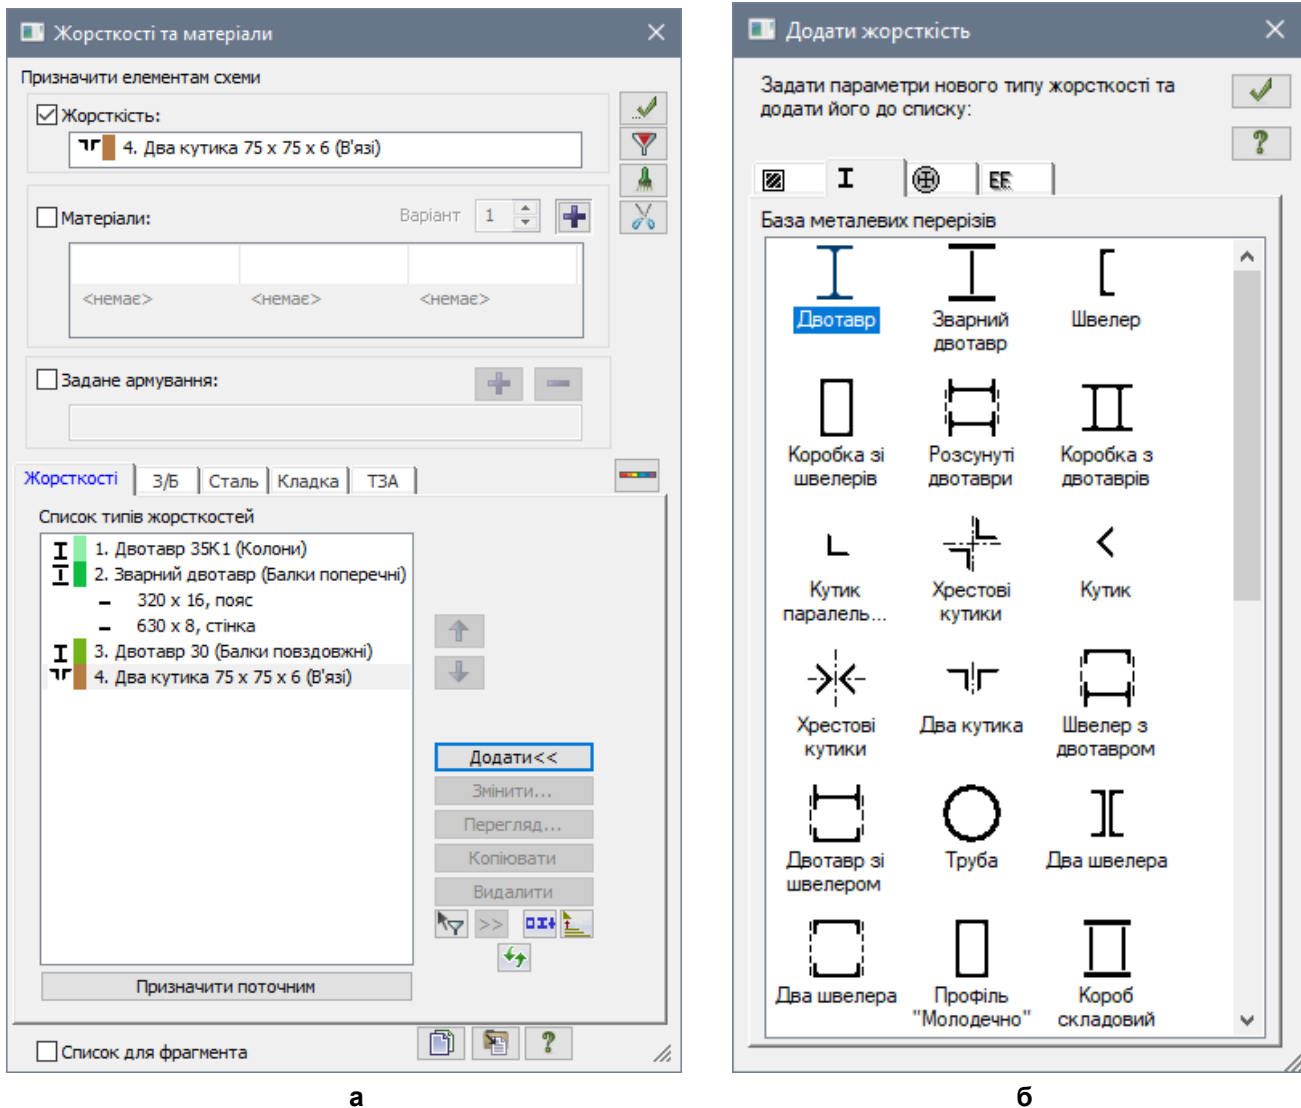 Жорсткості та матеріали
Призначити елементам схеми
Жорсткість:
4. Два кутика 75 x 75 x 6 (В'язі)
Матеріали:
Варіант 1
<немає> <немає> <немає>
Задане армування:
Жорсткості З/Б Сталь Кладка ТЗА
Список типів жорсткостей
1. Двотавр 35К1 (Колони)
2. Зварний двотавр (Балки поперечні)
320 x 16, пояс
630 x 8, стінка
3. Двотавр 30 (Балки повздовжні)
4. Два кутика 75 x 75 x 6 (В'язі)
Додати<<
Змінити...
Перегляд...
Копіювати
Видалити
>>
Призначити поточним
Список для фрагмента
?
а
Додати жорсткість
Задати параметри нового типу жорсткості та
додати його до списку:
?
База металевих перерізів
Двотавр
Зварний
двотавр
Швелер
Коробка зі
швелерів
Розсунуті
двотаври
Коробка з
двотаврів
Кутик
паралель...
Хрестові
кутики
Кутик
Хрестові
кутики
Два кутика
Швелер з
двотавром
Двотавр зі
швелером
Труба
Два швелера
Два швелера
Профіль
"Молодечно"
Короб
складовий
б